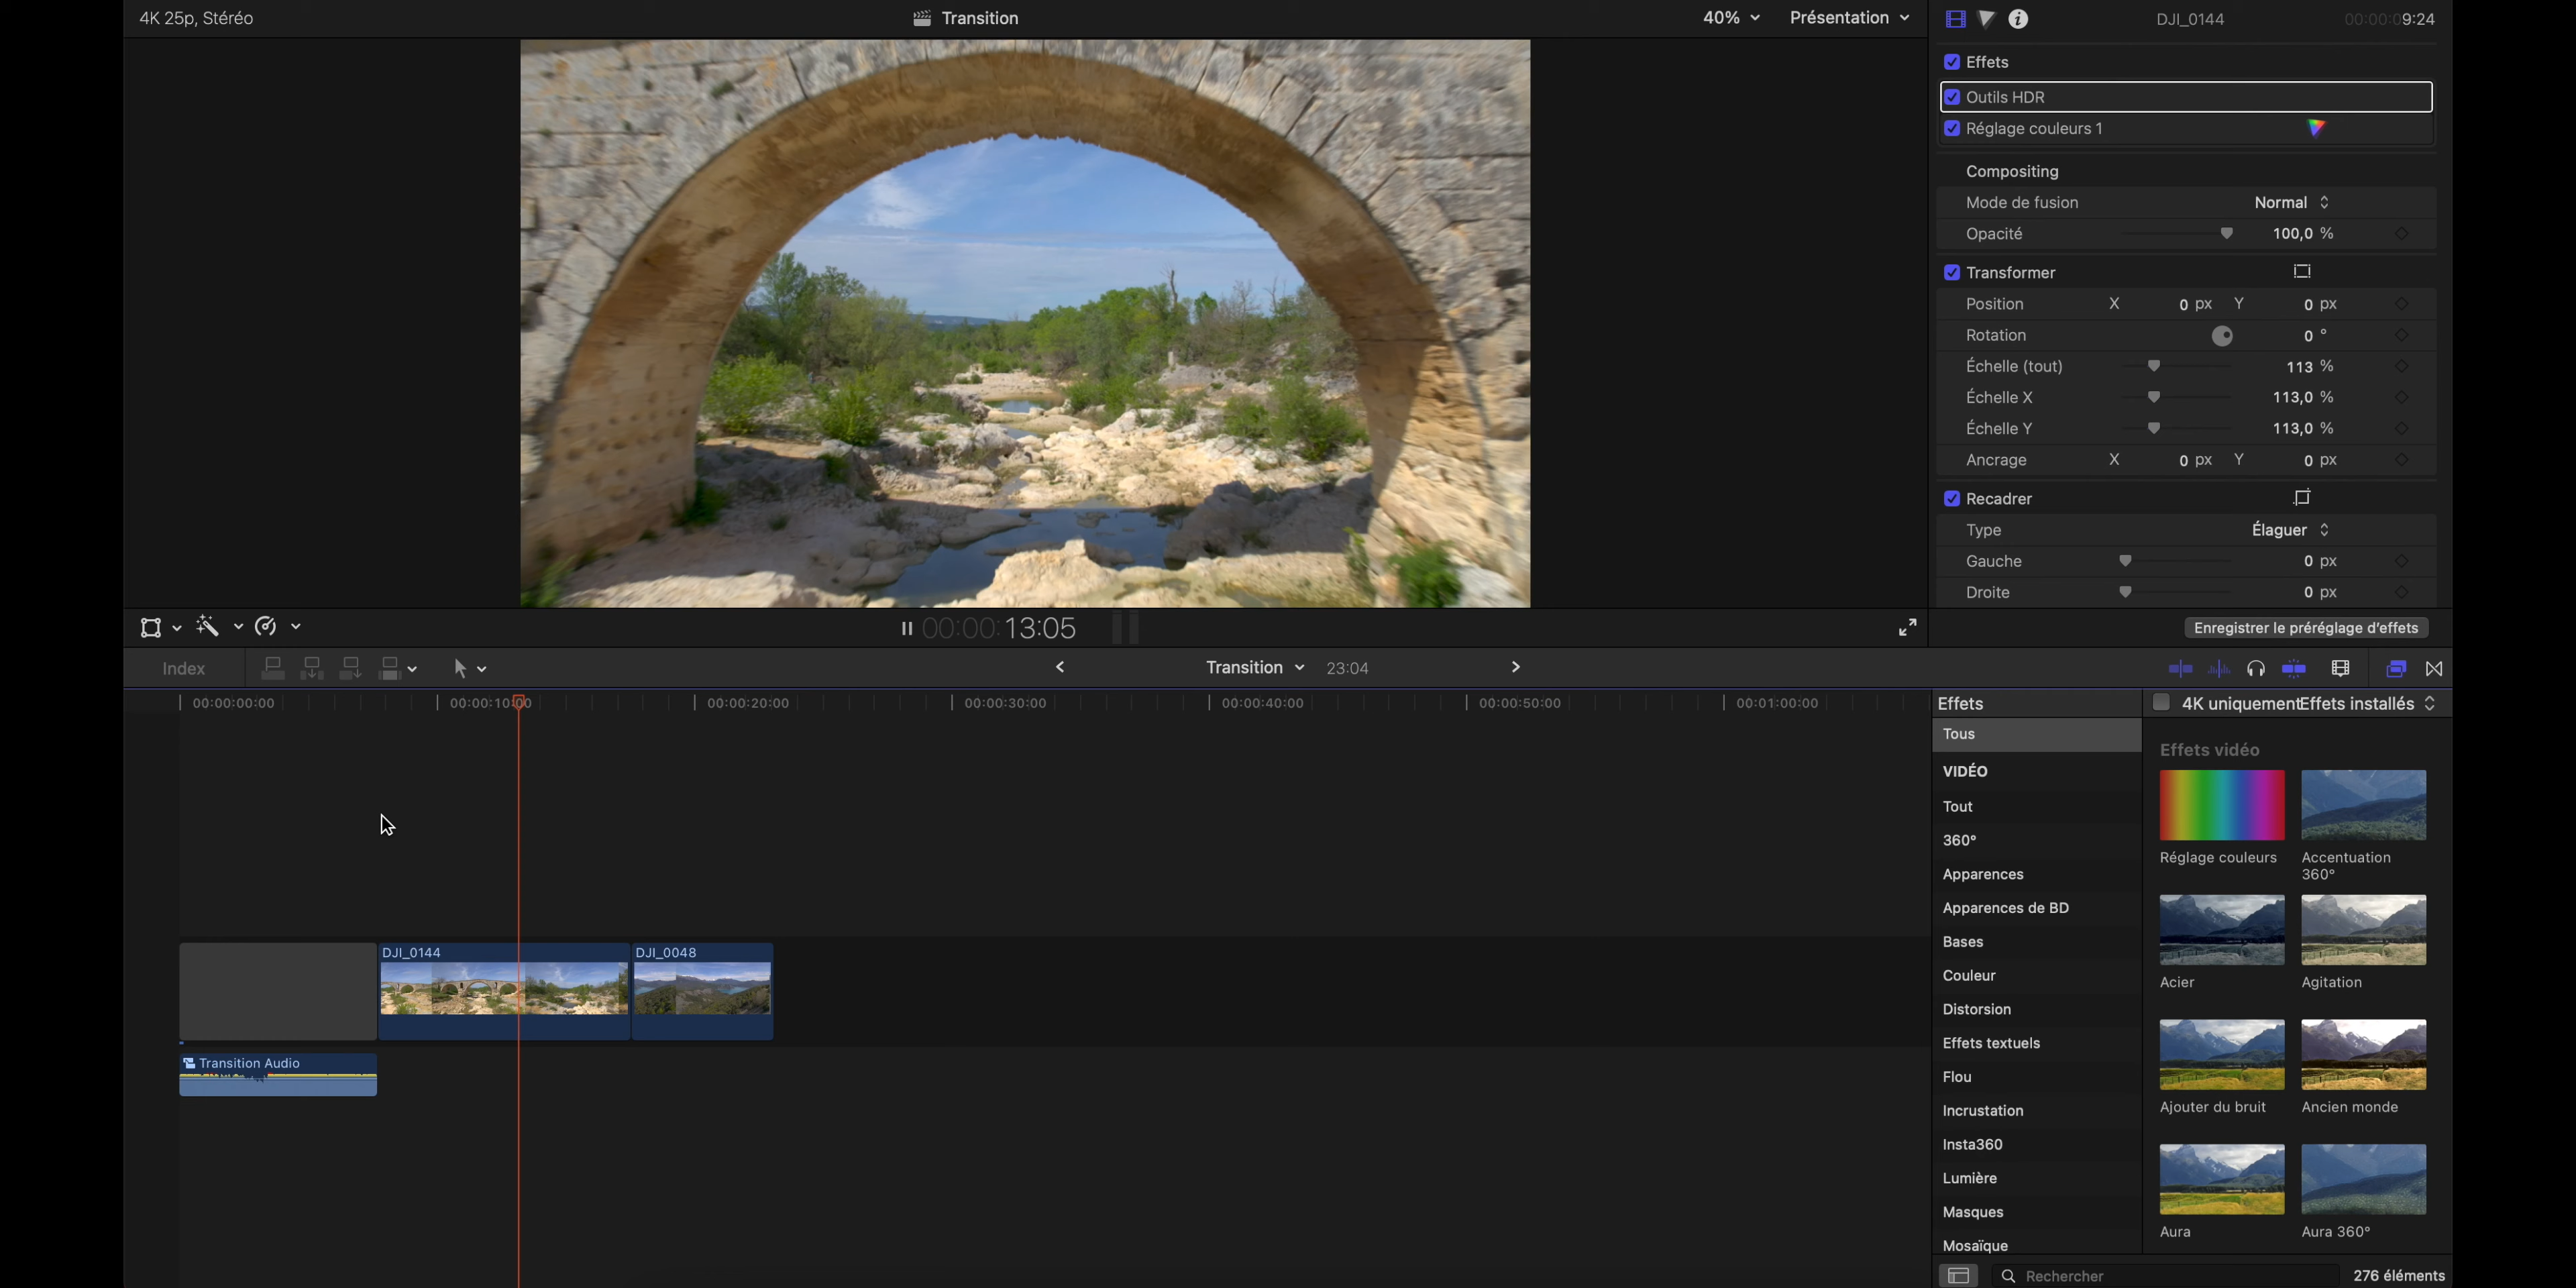 4K 25p, Stéréo
Transition
40%
Présentation
DJI_0144
00:00:09:24
Effets
Outils HDR
Réglage couleurs 1
Compositing
Mode de fusion Normal
Opacité 100,0 %
Transformer
Position X 0 px Y 0 px
Rotation 0 °
Échelle (tout) 113 %
Échelle X 113,0 %
Échelle Y 113,0 %
Ancrage X 0 px Y 0 px
Recadrer
Type Élaguer
Gauche 0 px
Droite 0 px
00:00:13:05
Enregistrer le préréglage d'effets
Index
Transition 23:04
00:00:00:00 00:00:10:00 00:00:20:00 00:00:30:00 00:00:40:00 00:00:50:00 00:01:00:00
Effets
4K uniquement
Effets installés
Tous
VIDÉO
Tout
360°
Apparences
Apparences de BD
Bases
Couleur
Distorsion
Effets textuels
Flou
Incrustation
Insta360
Lumière
Masques
Mosaïque
Effets vidéo
Réglage couleurs
Accentuation
360°
Acier
Agitation
Ajouter du bruit
Ancien monde
Aura
Aura 360°
DJI_0144
DJI_0048
Transition Audio
Rechercher
276 éléments